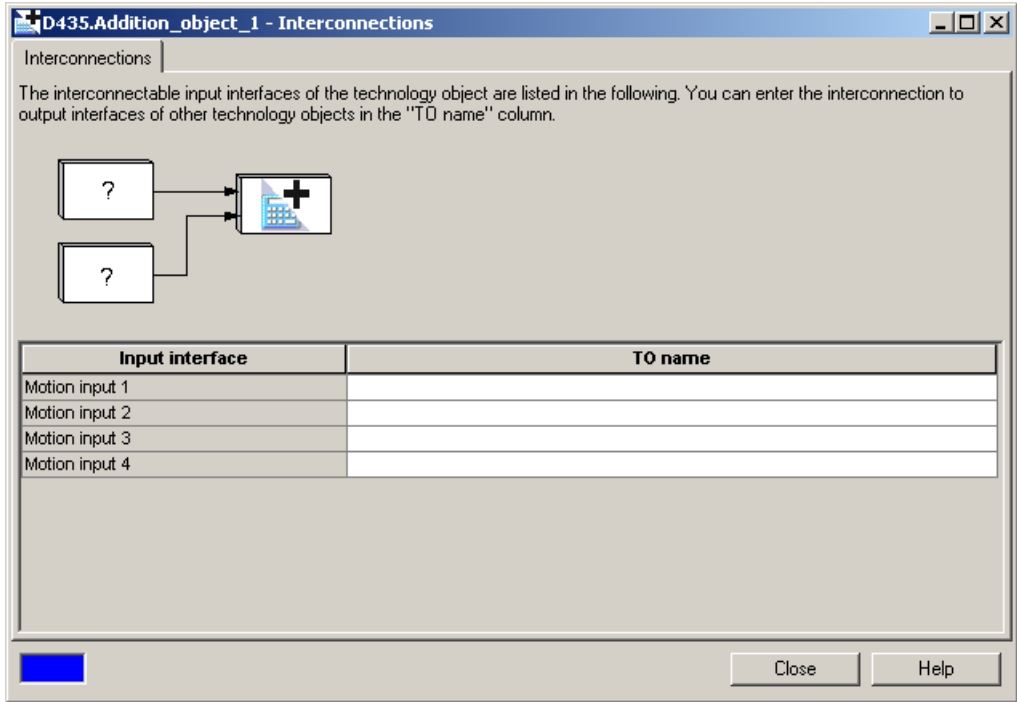 D435.Addition_object_1 - Interconnections
Interconnections
The interconnectable input interfaces of the technology object are listed in the following. You can enter the interconnection to
output interfaces of other technology objects in the "TO name" column.
?
?
Input interface TO name
Motion input 1
Motion input 2
Motion input 3
Motion input 4
Close Help